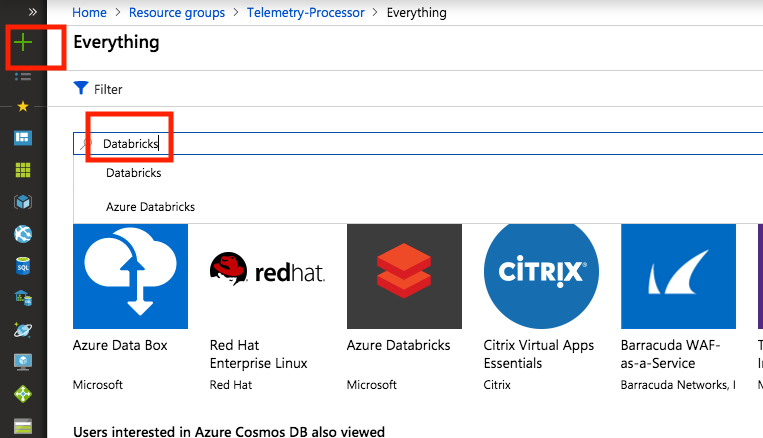 »
Home > Resource groups > Telemetry-Processor > Everything
Everything
Filter
Databricks
Databricks
Azure Databricks
redhat.
CİTRIX®
Azure Data Box
Microsoft
Red Hat
Enterprise Linux
Red Hat
Azure Databricks
Microsoft
Citrix Virtual Apps
Essentials
Citrix
Barracuda WAF-
as-a-Service
Barracuda Networks, I
SQL
Users interested in Azure Cosmos DB also viewed